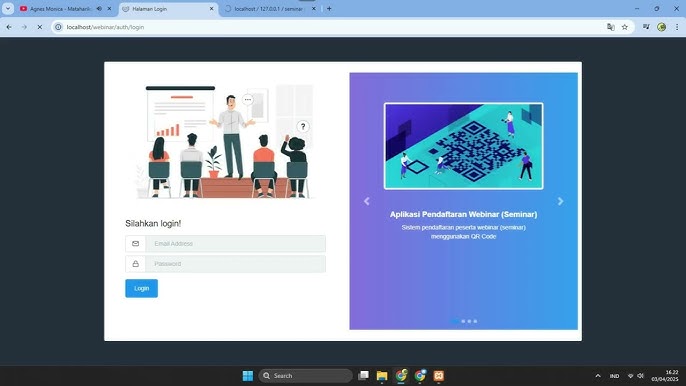 Agnes Monica - Matahariku
Halaman Login
localhost / 127.0.0.1 / seminar
localhost/webinar/auth/login
?
Silahkan login!
Email Address
Password
Login
Aplikasi Pendaftaran Webinar (Seminar)
Sistem pendaftaran peserta webinar (seminar)
menggunakan QR Code
Search
IND
16.22
03/04/2025